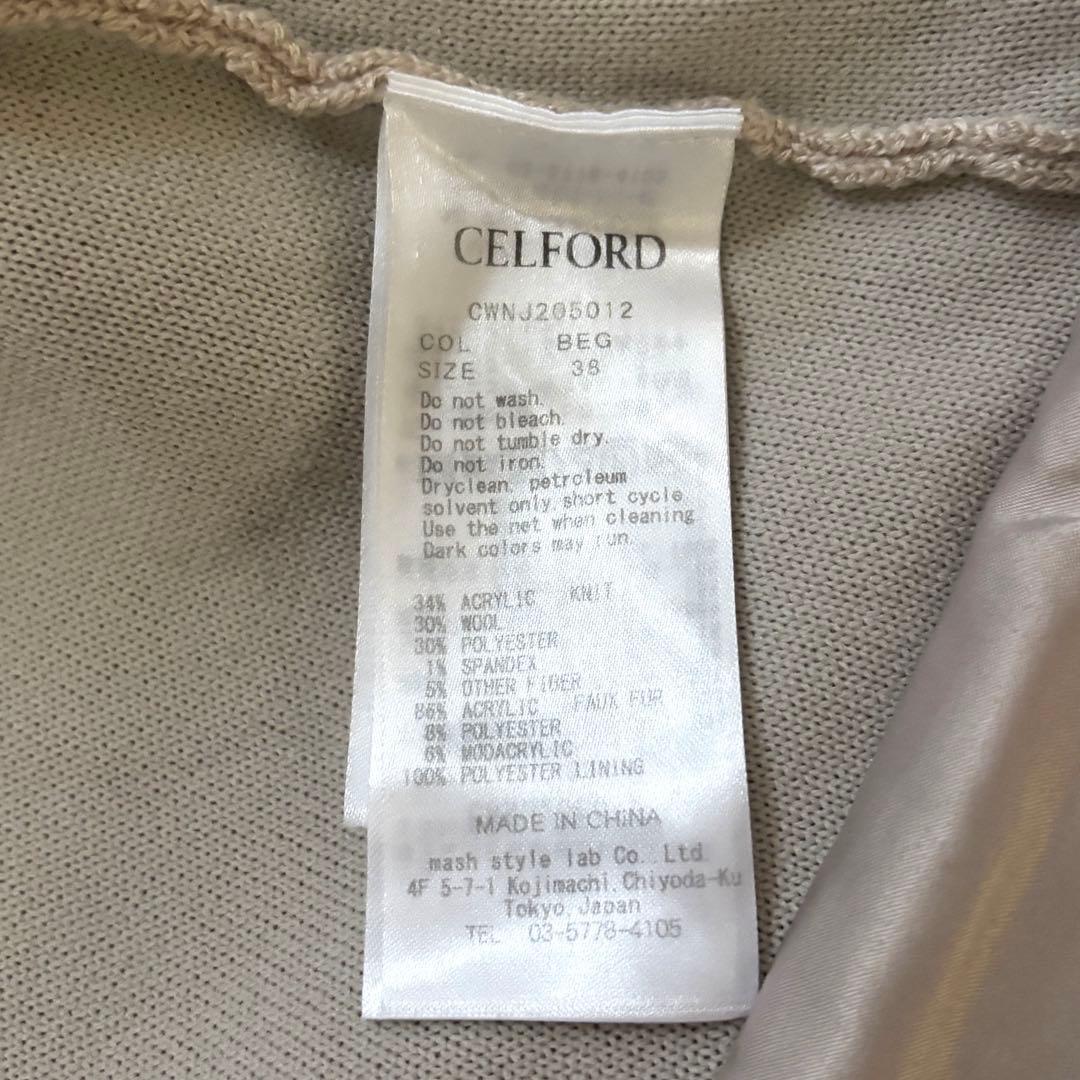 CELFORD
CWNJ205012
COL BEG
SIZE 38
Do not wash.
Do not bleach.
Do not tumble dry.
Do not iron.
Dryclean, petroleum
solvent only, short cycle.
Use the net when cleaning.
Dark colors may run.
34% ACRYLIC KNIT
30% WOOL
30% POLYESTER
1% SPANDEX
5% OTHER FIBER
86% ACRYLIC FAUX FUR
8% POLYESTER
6% MODACRYLIC
100% POLYESTER LINING
MADE IN CHINA
mash style lab Co., Ltd.
4F 5-7-1 Kojimachi, Chiyoda-Ku
Tokyo, Japan
TEL 03-5778-4105